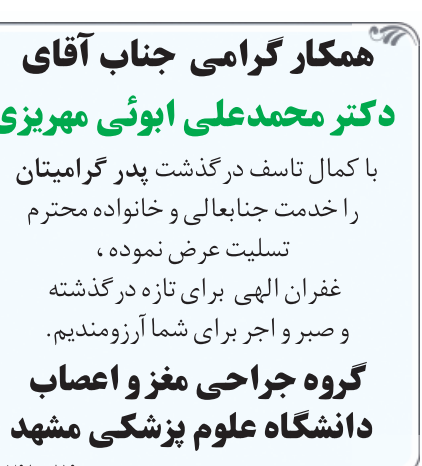 همکار گرامی جناب آقای
دکتر محمدعلی ابوئی مهریزی
با کمال تاسف درگذشت پدر گرامیتان
را خدمت جنابعالی و خانواده محترم
تسلیت عرض نموده ،
غفران الهی برای تازه درگذشته
و صبر و اجر برای شما آرزومندیم.
گروه جراحی مغز و اعصاب
دانشگاه علوم پزشکی مشهد